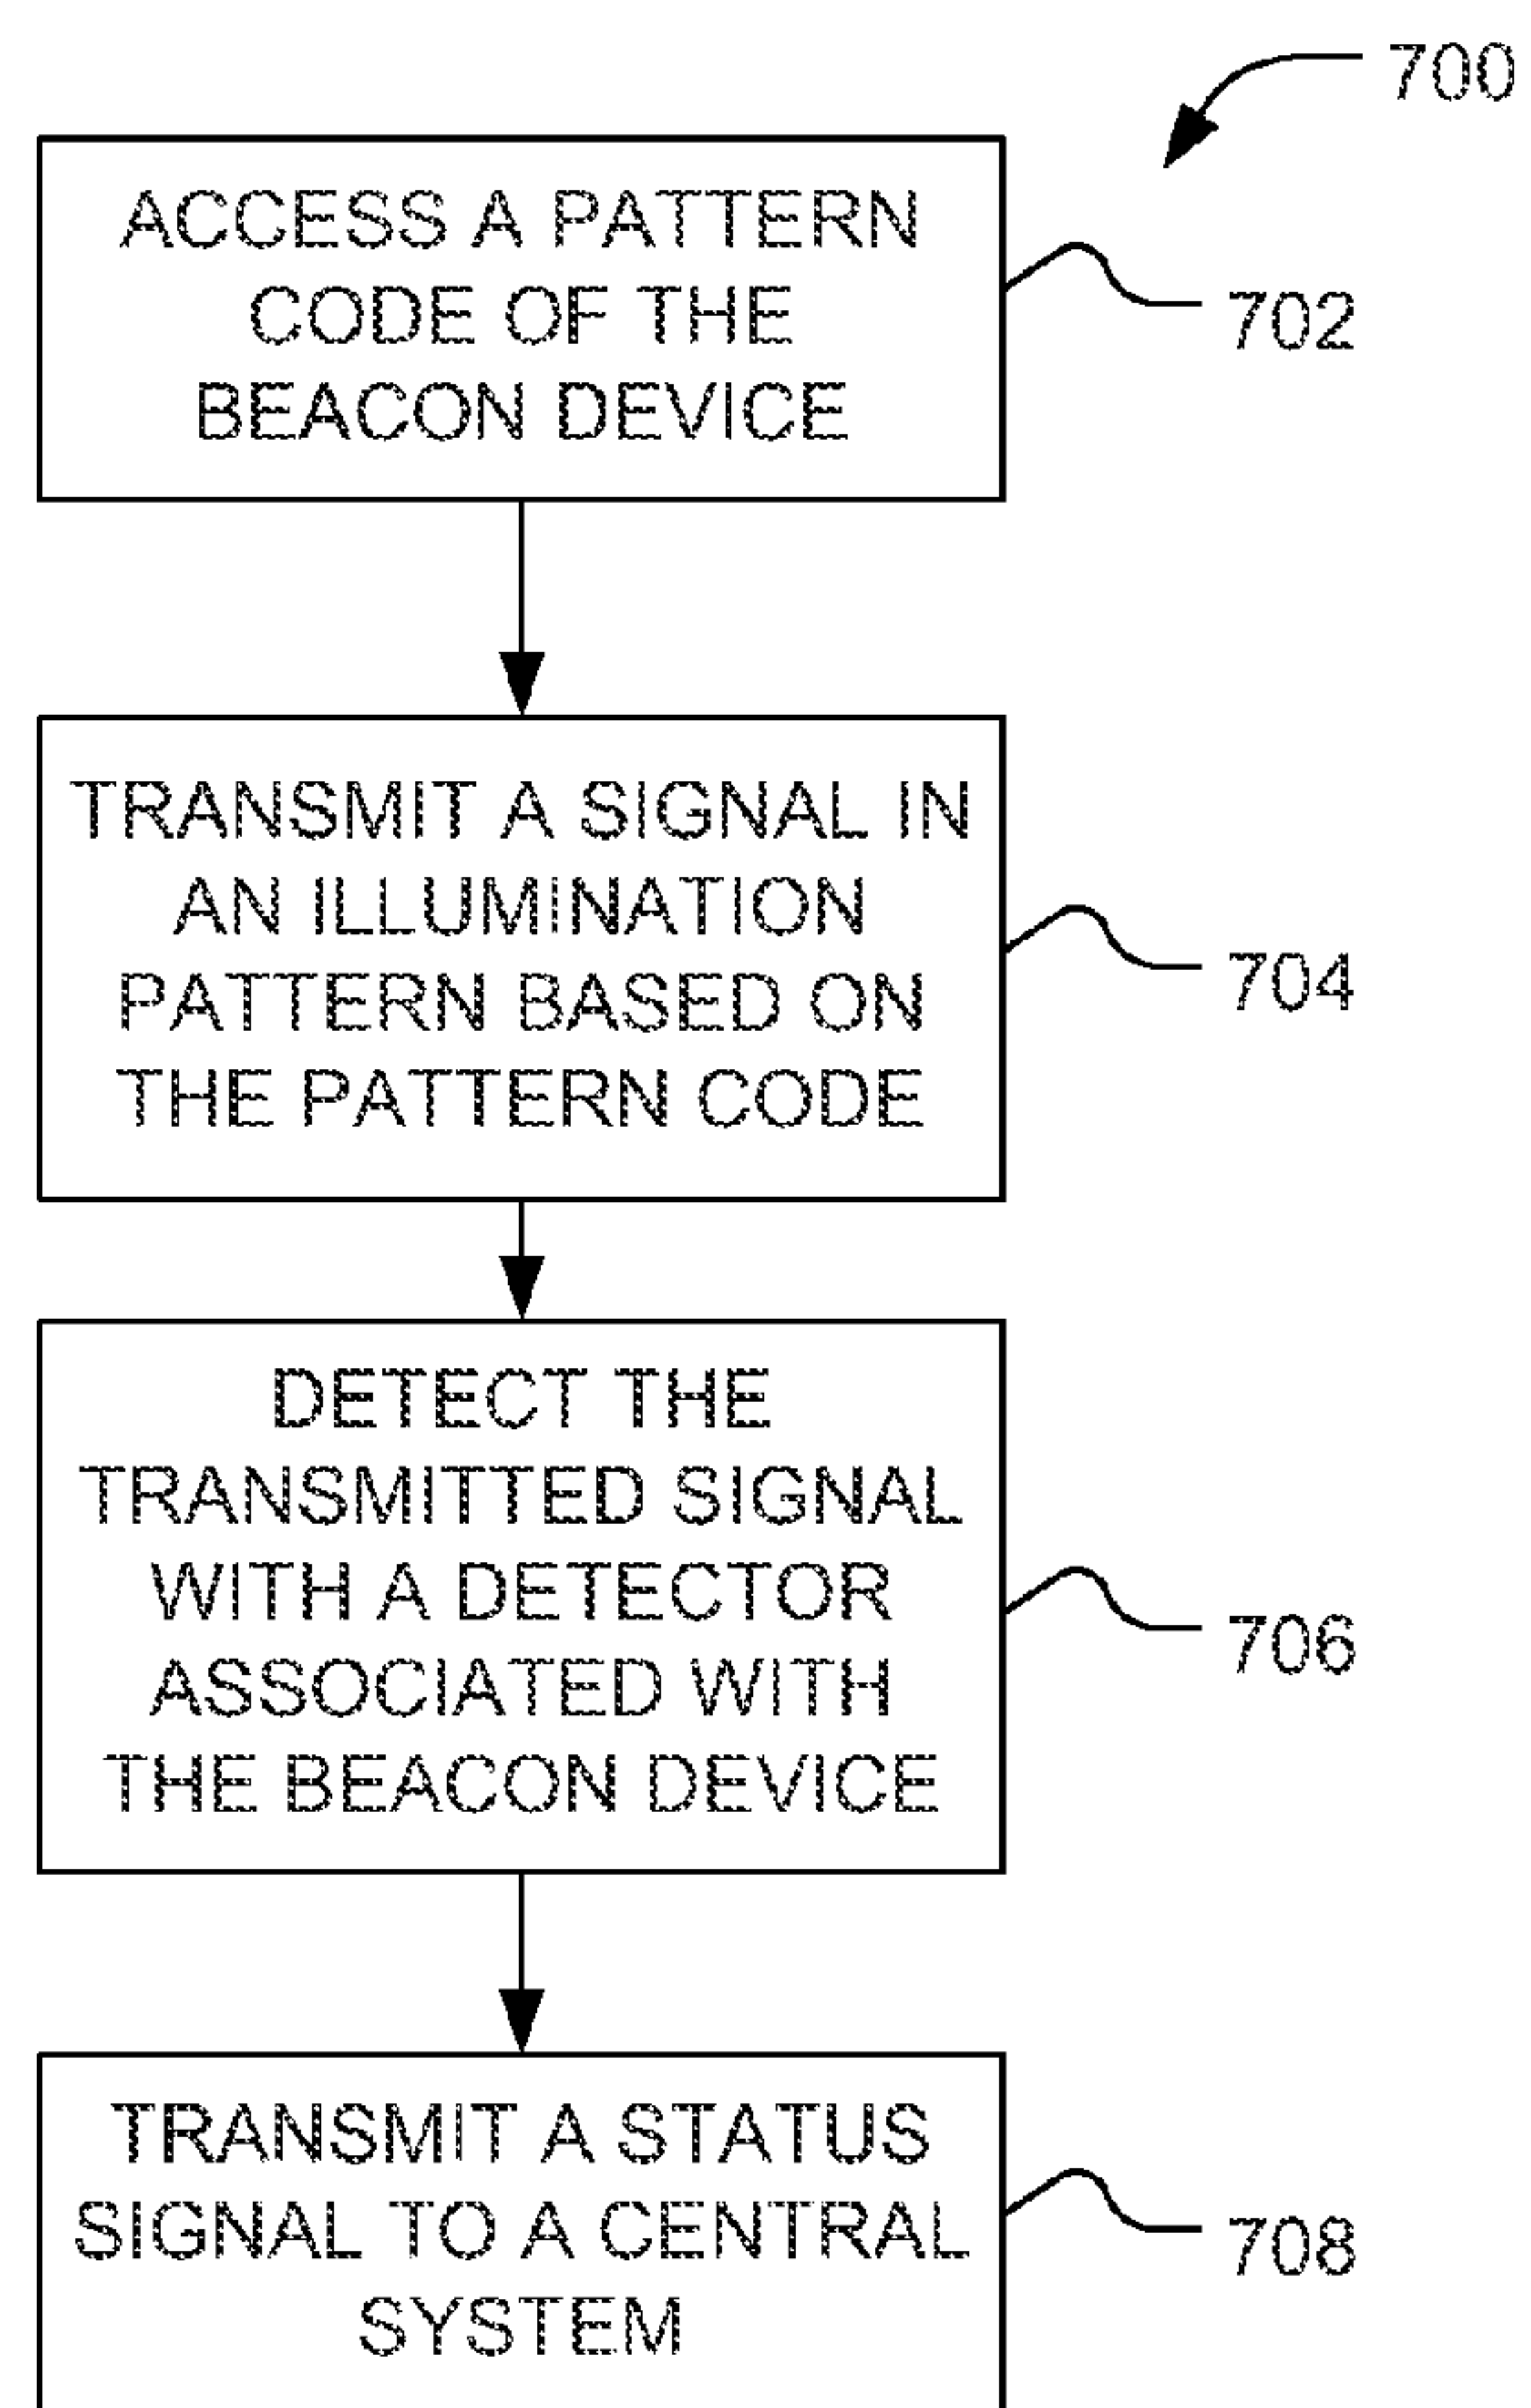 700
ACCESS A PATTERN
CODE OF THE
BEACON DEVICE
702
TRANSMIT A SIGNAL IN
AN ILLUMINATION
PATTERN BASED ON
THE PATTERN CODE
704
DETECT THE
TRANSMITTED SIGNAL
WITH A DETECTOR
ASSOCIATED WITH
THE BEACON DEVICE
706
TRANSMIT A STATUS
SIGNAL TO A CENTRAL
SYSTEM
708